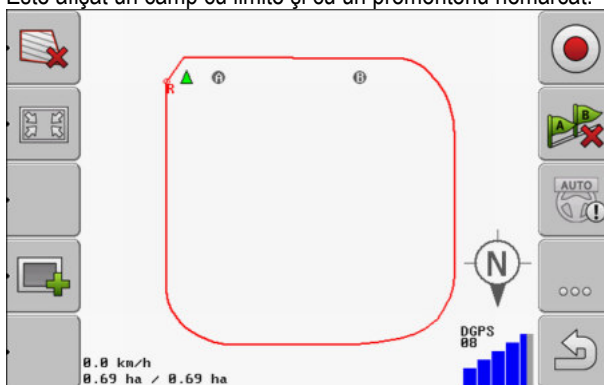 Este afișat un câmp cu limite și cu un promontoriu nemarcat.
A B
R
A B
AUTO
N
DGPS
08
0.0 km/h
0.69 ha / 0.69 ha